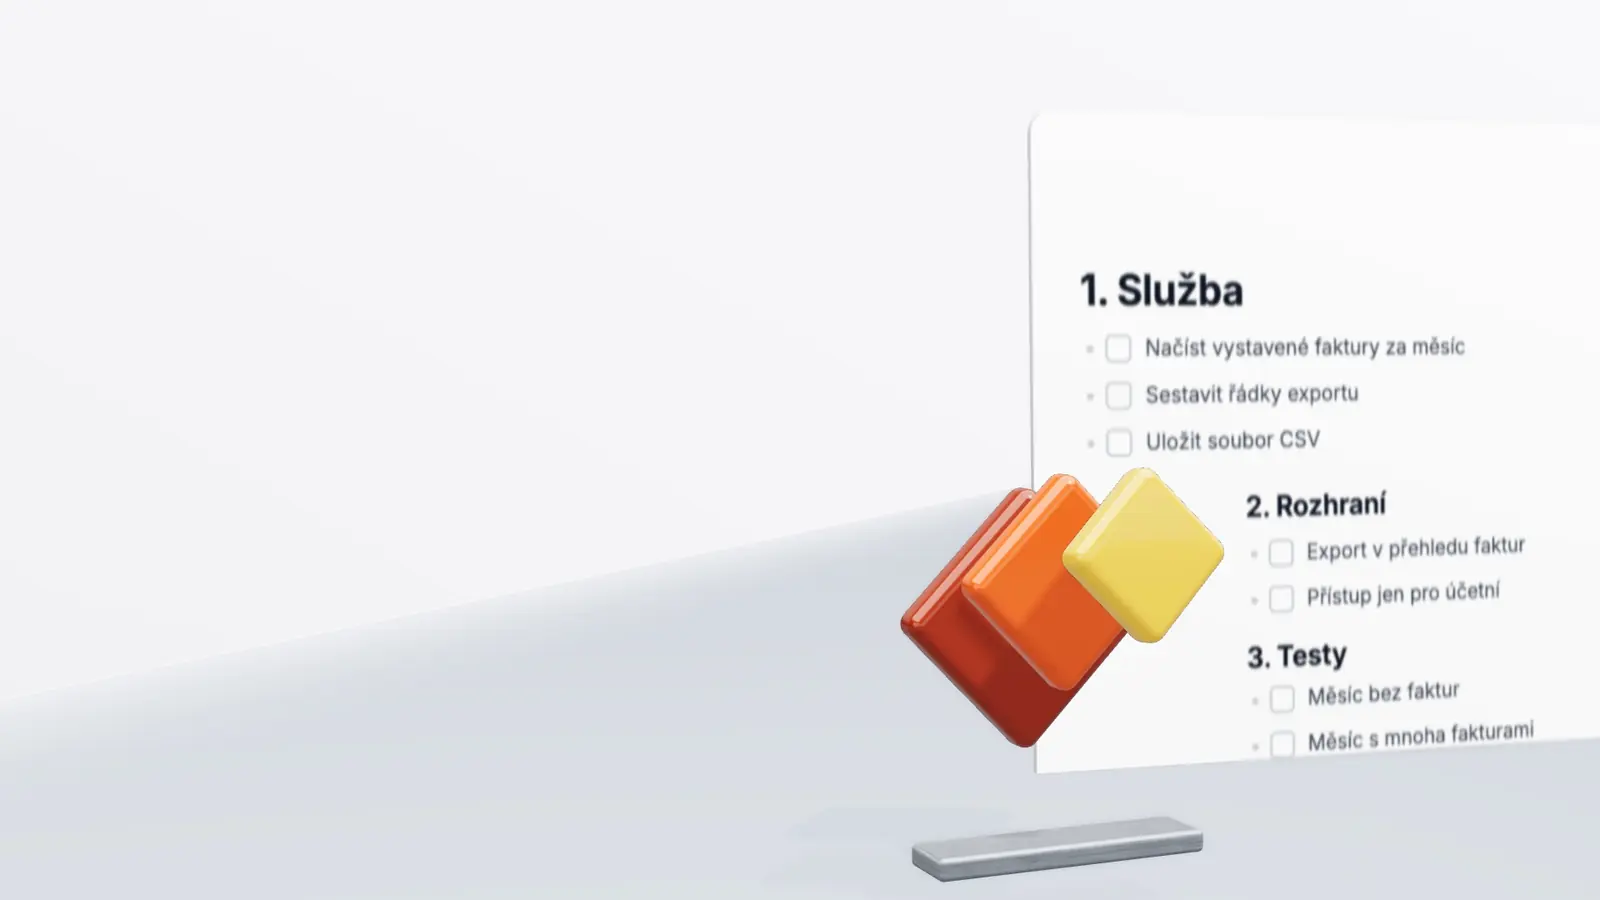 1. Služba
Načíst vystavené faktury za měsíc
Sestavit řádky exportu
Uložit soubor CSV
2. Rozhraní
Export v přehledu faktur
Přístup jen pro účetní
3. Testy
Měsíc bez faktur
Měsíc s mnoha fakturami